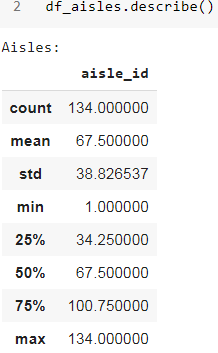 2 df_aisles.describe()
Aisles:
aisle_id
count 134.000000
mean 67.500000
std 38.826537
min 1.000000
25% 34.250000
50% 67.500000
75% 100.750000
max 134.000000